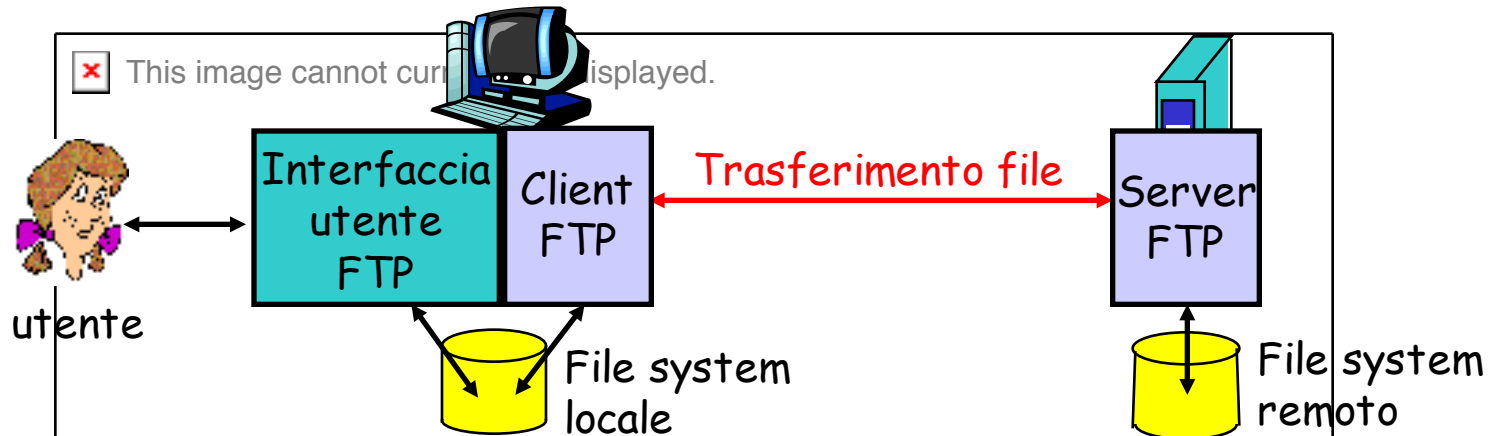 This image cannot curr isplayed.
Interfaccia
utente
FTP
Client
FTP
Trasferimento file
Server
FTP
utente
File system
locale
File system
remoto